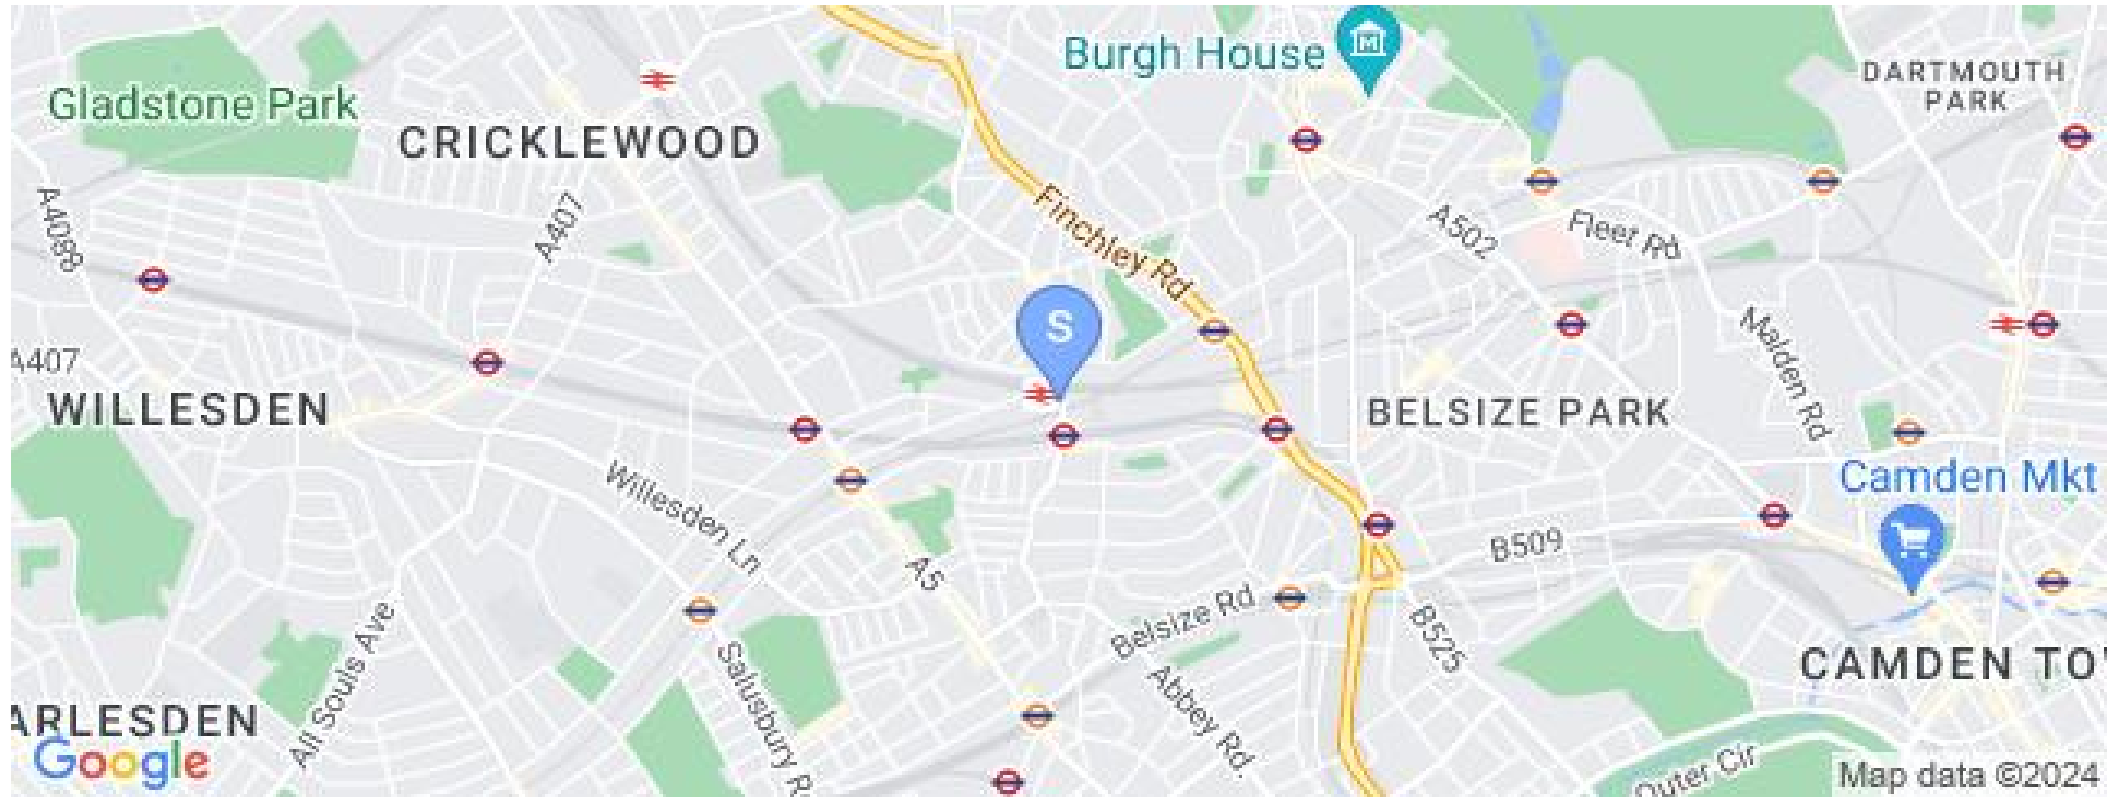 Burgh House
DARTMOUTH
PARK
Gladstone Park
CRICKLEWOOD
A4088
A407
Finchley Rd
A502
Fleet Rd
S
A407
WILLESDEN
BELSIZE PARK
Malden Rd
Camden Mkt
Willesden Ln
A5
B509
Belsize Rd
B525
All Souls Ave
Salusbury R
Abbey Rd.
CAMDEN TO
ARLESDEN
Google
Outer Cir
Map data ©2024